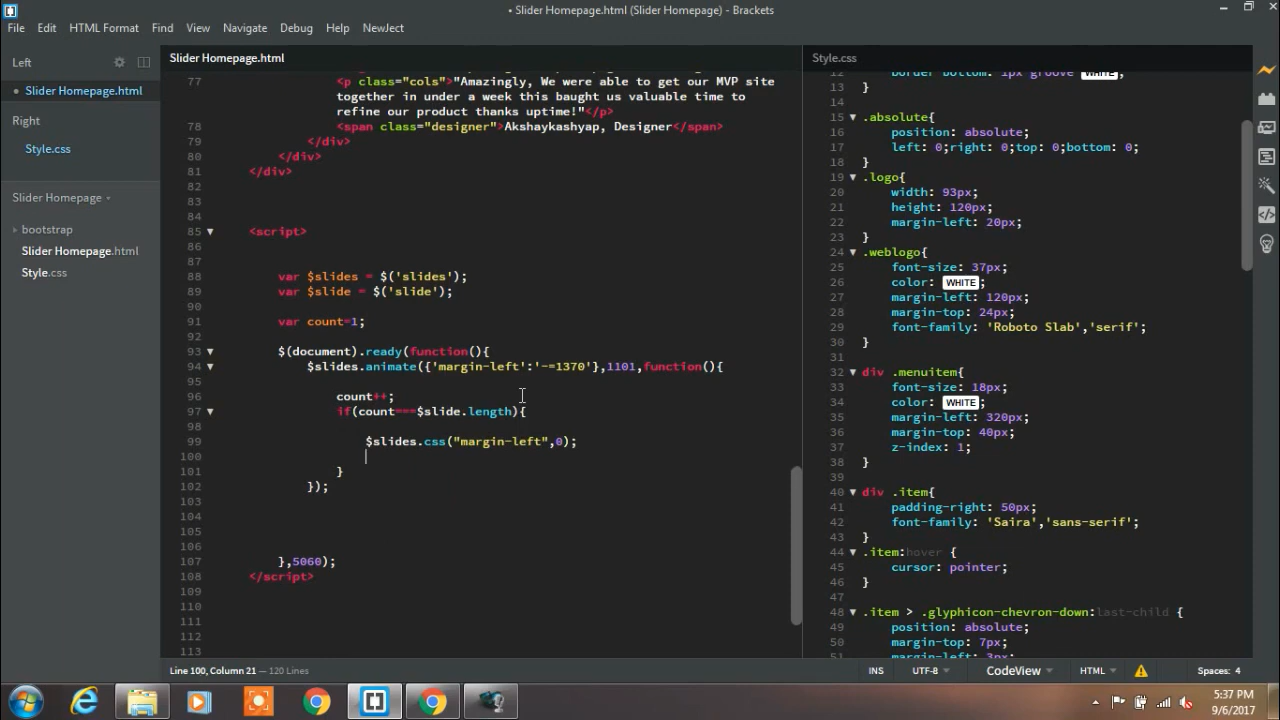 • Slider Homepage.html (Slider Homepage) - Brackets
File Edit HTML Format Find View Navigate Debug Help NewJect
Left
• Slider Homepage.html
Right
Style.css
Slider Homepage
bootstrap
Slider Homepage.html
Style.css
Slider Homepage.html
77 <p class="cols">"Amazingly, We were able to get our MVP site
together in under a week this baught us valuable time to
refine our product thanks uptime!"</p>
78 <span class="designer">Akshaykashyap, Designer</span>
79 </div>
80 </div>
81 </div>
82
83
84
85 <script>
86
87
88 var $slides = $('slides');
89 var $slide = $('slide');
90
91 var count=1;
92
93 $(document).ready(function(){
94 $slides.animate({'margin-left':'-=1370'},1101,function(){
95
96 count++;
97 if(count===$slide.length){
98
99 $slides.css("margin-left",0);
100
101 }
102 });
103
104
105
106
107 },5060);
108 </script>
109
110
111
112
113
Style.css
12 border bottom: 1px groove WHITE;
13 }
14
15 .absolute{
16 position: absolute;
17 left: 0;right: 0;top: 0;bottom: 0;
18 }
19 .logo{
20 width: 93px;
21 height: 120px;
22 margin-left: 20px;
23 }
24 .weblogo{
25 font-size: 37px;
26 color: WHITE;
27 margin-left: 120px;
28 margin-top: 24px;
29 font-family: 'Roboto Slab','serif';
30 }
31
32 div .menuitem{
33 font-size: 18px;
34 color: WHITE;
35 margin-left: 320px;
36 margin-top: 40px;
37 z-index: 1;
38 }
39
40 div .item{
41 padding-right: 50px;
42 font-family: 'Saira','sans-serif';
43 }
44 .item:hover {
45 cursor: pointer;
46 }
47
48 .item > .glyphicon-chevron-down:last-child {
49 position: absolute;
50 margin-top: 7px;
51 margin-left: 3px;
Line 100, Column 21 — 120 Lines
INS UTF-8 CodeView HTML Spaces: 4
5:37 PM
9/6/2017